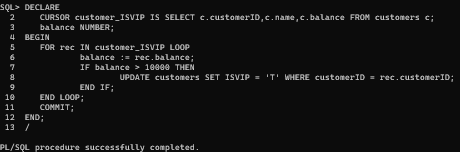 SQL> DECLARE
  2     CURSOR customer_ISVIP IS SELECT c.customerID,c.name,c.balance FROM customers c;
  3     balance NUMBER;
  4  BEGIN
  5     FOR rec IN customer_ISVIP LOOP
  6             balance := rec.balance;
  7             IF balance > 10000 THEN
  8                     UPDATE customers SET ISVIP = 'T' WHERE customerID = rec.customerID;
  9             END IF;
 10     END LOOP;
 11     COMMIT;
 12  END;
 13  /
PL/SQL procedure successfully completed.